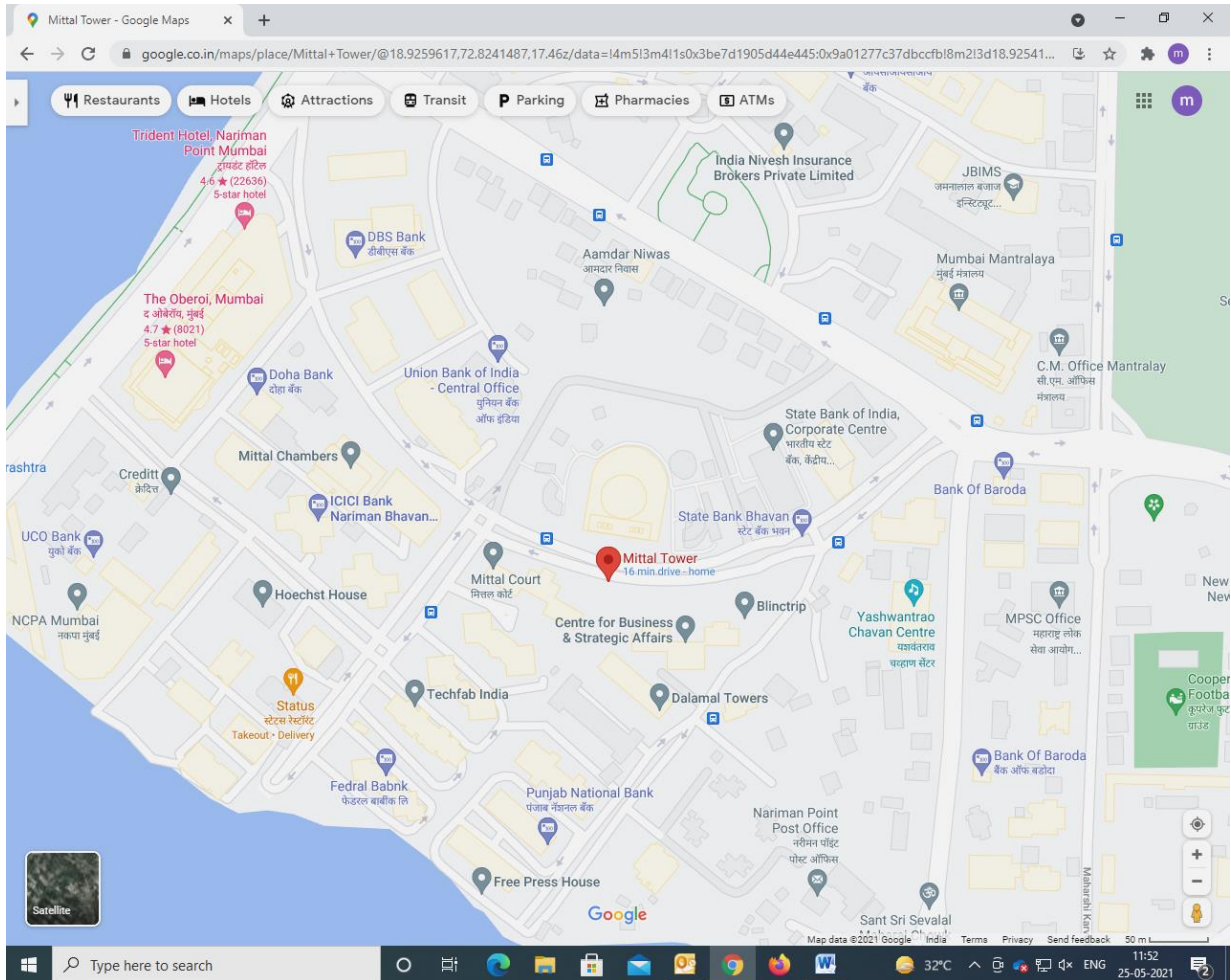 Mittal Tower - Google Maps
google.co.in/maps/place/Mittal+Tower/@18.9259617,72.8241487,17.46z/data=!4m5!3m4!1s0x3be7d1905d44e445:0x9a01277c37dbccfb!8m2!3d18.92541...
m
Restaurants
Hotels
Attractions
Transit
Parking
Pharmacies
ATMs
m
बँक
Trident Hotel, Nariman
Point Mumbai
ट्रायडंट हॉटेल
4.6 ★ (22636)
5-star hotel
India Nivesh Insurance
Brokers Private Limited
JBIMS
जमनालाल बजाज
इन्स्टिट्यूट...
DBS Bank
डीबीएस बँक
Aamdar Niwas
आमदार निवास
Mumbai Mantralaya
मुंबई मंत्रालय
The Oberoi, Mumbai
द ओबेरॉय, मुंबई
4.7 ★ (8021)
5-star hotel
Se
Doha Bank
दोहा बँक
Union Bank of India
- Central Office
युनियन बँक
ऑफ इंडिया
C.M. Office Mantralay
सी.एम. ऑफिस
मंत्रालय
State Bank of India,
Corporate Centre
भारतीय स्टेट
बँक, केंद्रीय...
Mittal Chambers
rashtra
Creditt
क्रेदित्त
Bank Of Baroda
ICICI Bank
Nariman Bhavan...
State Bank Bhavan
स्टेट बँक भवन
UCO Bank
युको बँक
Mittal Tower
16 min drive - home
Mittal Court
मित्तल कोर्ट
Hoechst House
Blinctrip
New
New
NCPA Mumbai
नकपा मुंबई
Centre for Business
& Strategic Affairs
Yashwantrao
Chavan Centre
यशवंतराव
चव्हाण सेंटर
MPSC Office
महाराष्ट्र लोक
सेवा आयोग...
Techfab India
Dalamal Towers
Cooper
Footba
कूपरेज फुट
ग्राउंड
Status
स्टेटस रेस्टॉरंट
Takeout • Delivery
Bank Of Baroda
बैंक ऑफ बडोदा
Fedral Babnk
फेडरल बाबींक लि
Punjab National Bank
पंजाब नॅशनल बँक
Nariman Point
Post Office
नरीमन पॉइंट
पोस्ट ऑफिस
Maharshi Karv
Free Press House
Satellite
Google
Sant Sri Sevalal
Map data ©2021 Google India Terms Privacy Send feedback 50 m
Type here to search
32°C
ENG
11:52
25-05-2021
2